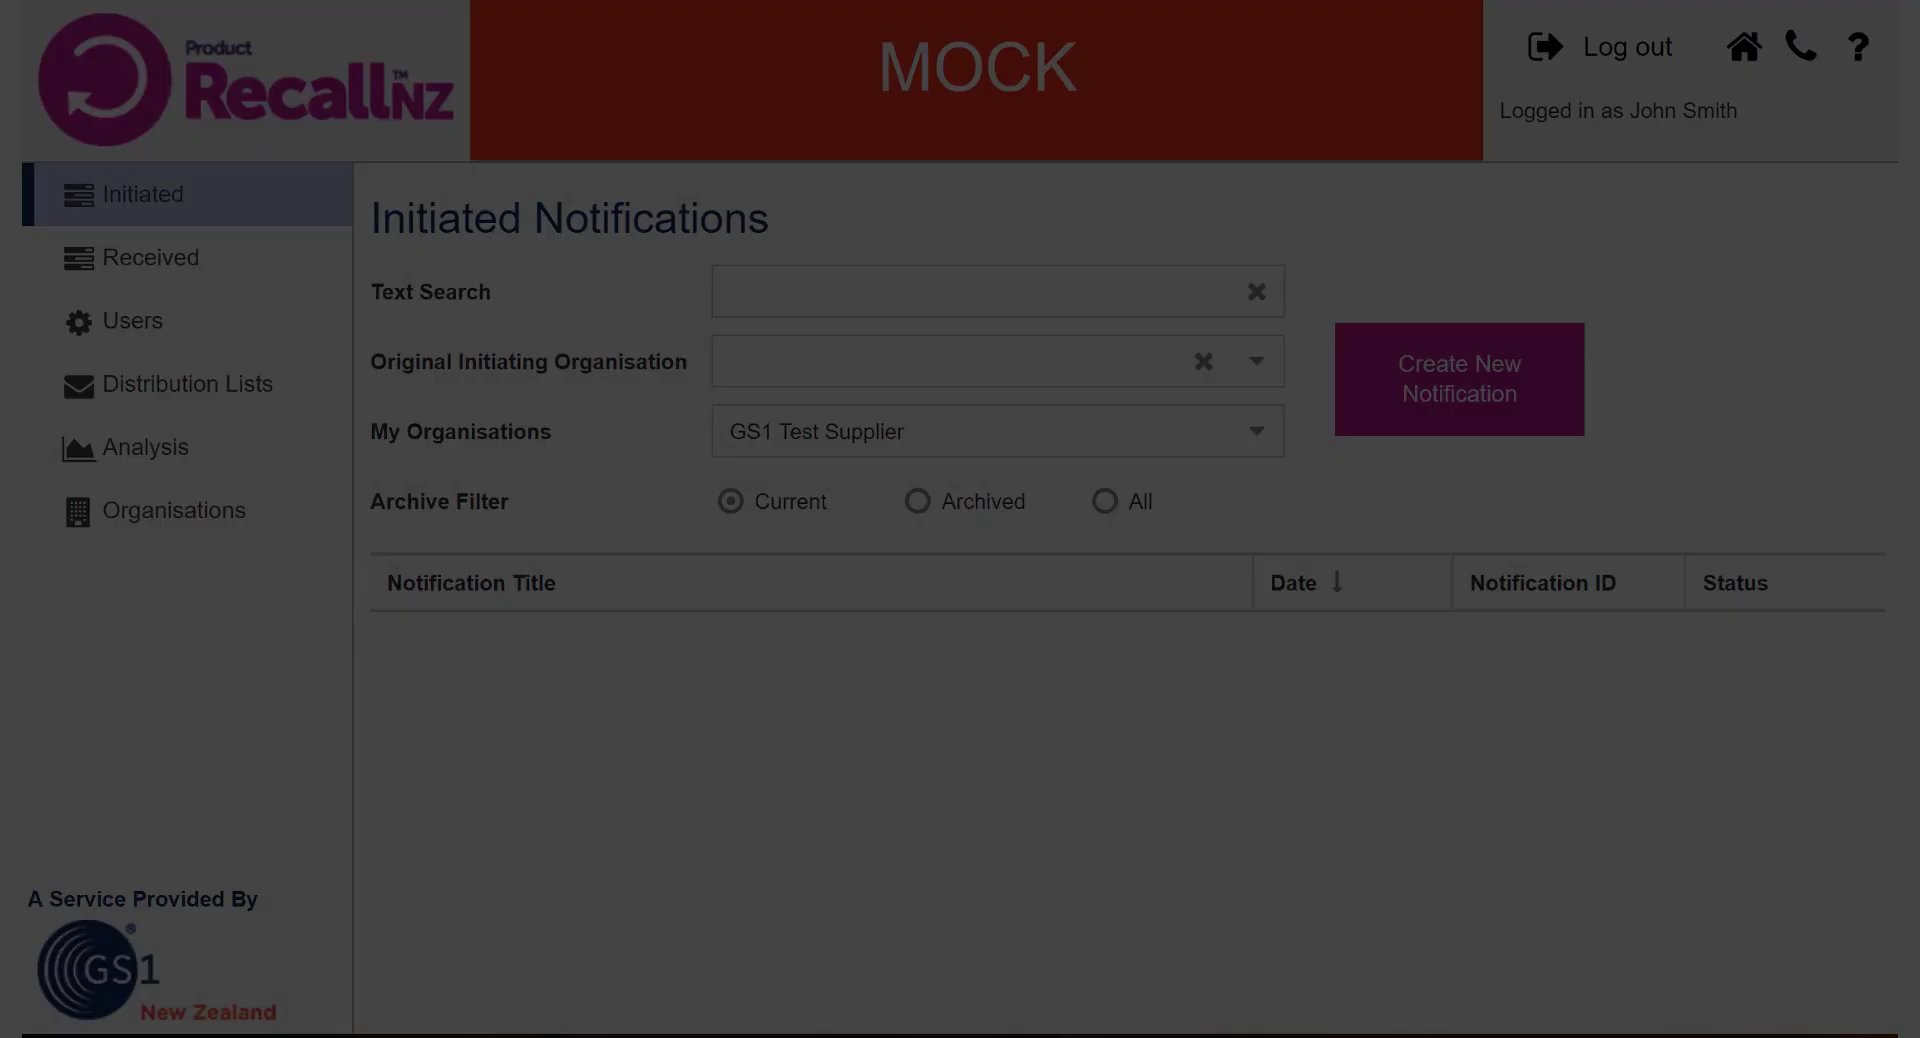 Product
RecallNZ™
MOCK
Log out
Logged in as John Smith
Initiated
Received
Users
Distribution Lists
Analysis
Organisations
Initiated Notifications
Text Search
Original Initiating Organisation
My Organisations
GS1 Test Supplier
Archive Filter
Current
Archived
All
Create New
Notification
Notification Title
Date
Notification ID
Status
A Service Provided By
GS1®
New Zealand